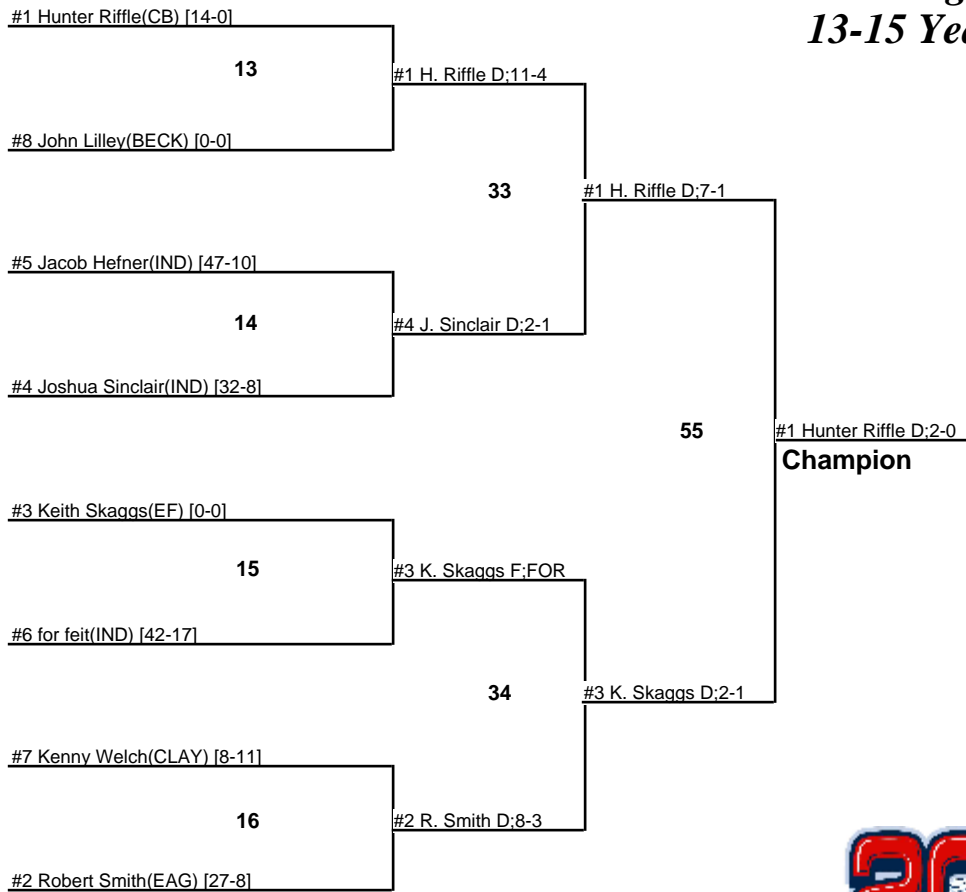 13-15 Yea
#1 Hunter Riffle(CB) [14-0]
13
#1 H. Riffle D;11-4
#8 John Lilley(BECK) [0-0]
33
#1 H. Riffle D;7-1
#5 Jacob Hefner(IND) [47-10]
14
#4 J. Sinclair D;2-1
#4 Joshua Sinclair(IND) [32-8]
55
#1 Hunter Riffle D;2-0
Champion
#3 Keith Skaggs(EF) [0-0]
15
#3 K. Skaggs F;FOR
#6 for feit(IND) [42-17]
34
#3 K. Skaggs D;2-1
#7 Kenny Welch(CLAY) [8-11]
16
#2 R. Smith D;8-3
#2 Robert Smith(EAG) [27-8]